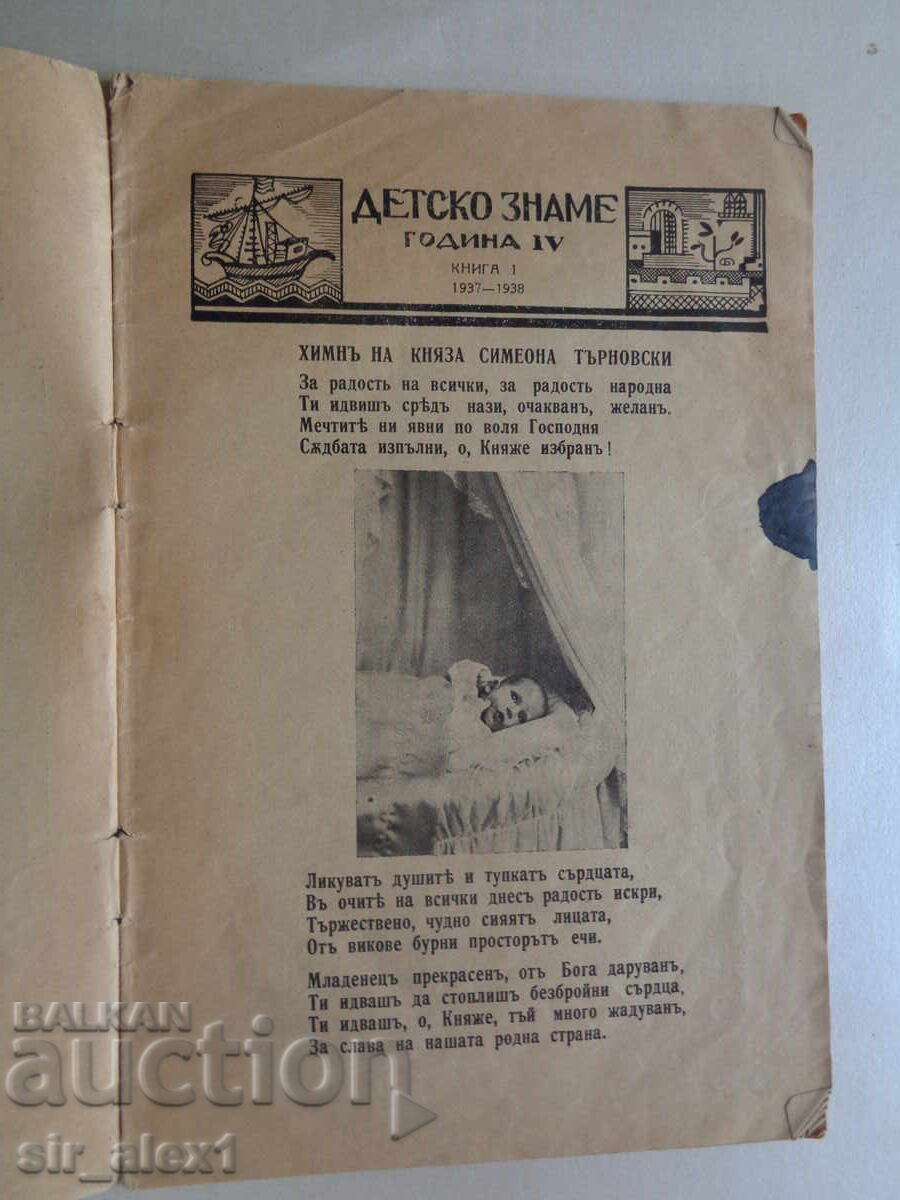 ДЕТСКО ЗНАМЕ
ГОДИНА IV
КНИГА 1
1937—1938
ХИМНЪ НА КНЯЗА СИМЕОНА ТЪРНОВСКИ
За радость на всички, за радость народна
Ти идвишъ срѣдъ нази, очакванъ, желанъ.
Мечтитѣ ни явни по воля Господня
Сѫдбата изпълни, о, Княже избранъ!
Ликуватъ душитѣ и тупкатъ сърдцата,
Въ очитѣ на всички днесъ радость искри,
Тържествено, чудно сияятъ лицата,
Отъ викове бурни просторътъ ечи.
Младенецъ прекрасенъ, отъ Бога даруванъ,
Ти идвашъ да стоплишъ безбройни сърдца,
Ти идвашъ, о, Княже, тъй много жадуванъ,
За слава на нашата родна страна.
BALKAN
auction
sir_alex1